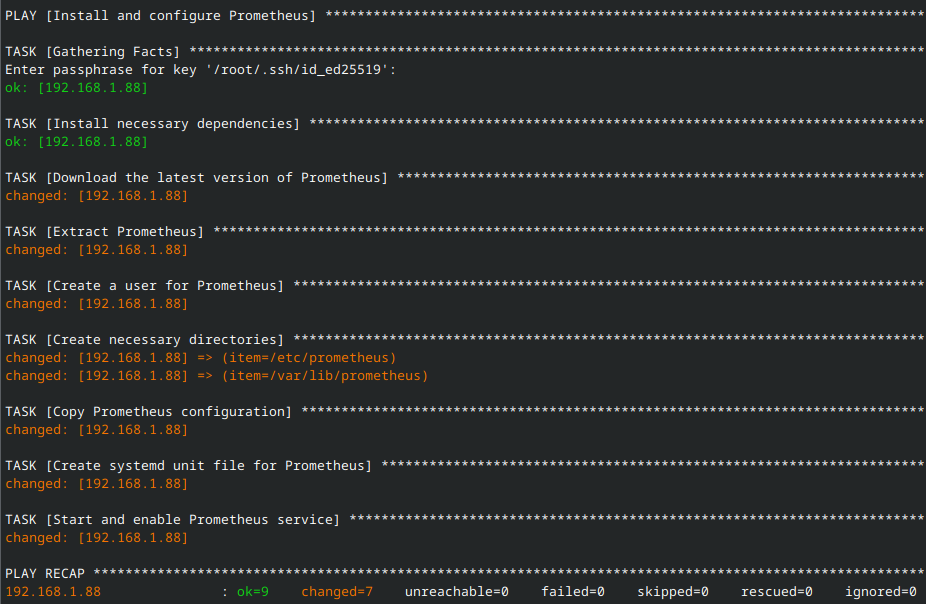 PLAY [Install and configure Prometheus] ***************************************************************************
TASK [Gathering Facts] ********************************************************************************************
Enter passphrase for key '/root/.ssh/id_ed25519':
ok: [192.168.1.88]
TASK [Install necessary dependencies] *****************************************************************************
ok: [192.168.1.88]
TASK [Download the latest version of Prometheus] ******************************************************************
changed: [192.168.1.88]
TASK [Extract Prometheus] *****************************************************************************************
changed: [192.168.1.88]
TASK [Create a user for Prometheus] *******************************************************************************
changed: [192.168.1.88]
TASK [Create necessary directories] *******************************************************************************
changed: [192.168.1.88] => (item=/etc/prometheus)
changed: [192.168.1.88] => (item=/var/lib/prometheus)
TASK [Copy Prometheus configuration] ******************************************************************************
changed: [192.168.1.88]
TASK [Create systemd unit file for Prometheus] ********************************************************************
changed: [192.168.1.88]
TASK [Start and enable Prometheus service] ************************************************************************
changed: [192.168.1.88]
PLAY RECAP ********************************************************************************************************
192.168.1.88 : ok=9 changed=7 unreachable=0 failed=0 skipped=0 rescued=0 ignored=0